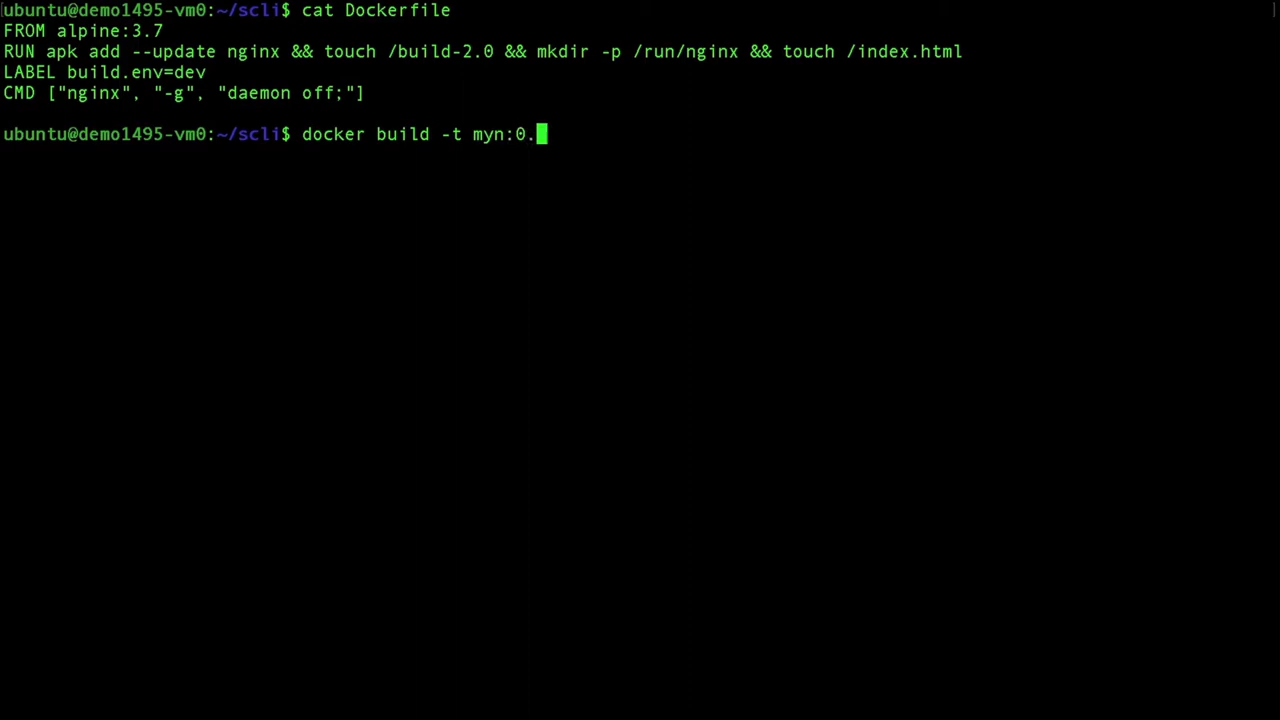 ubuntu@demo1495-vm0:~/scli$ cat Dockerfile
FROM alpine:3.7
RUN apk add --update nginx && touch /build-2.0 && mkdir -p /run/nginx && touch /index.html
LABEL build.env=dev
CMD ["nginx", "-g", "daemon off;"]
ubuntu@demo1495-vm0:~/scli$ docker build -t myn:0.